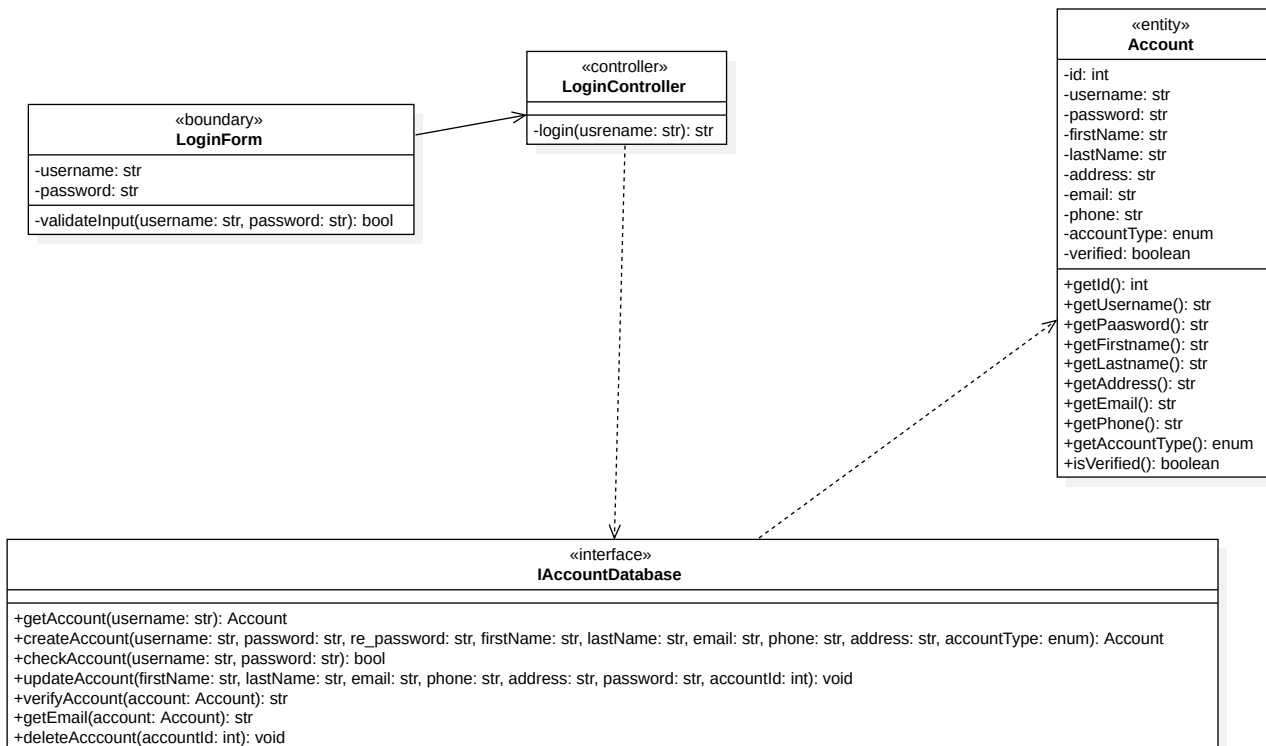 «entity»
Account
-id: int
-username: str
-password: str
-firstName: str
-lastName: str
-address: str
-email: str
-phone: str
-accountType: enum
-verified: boolean
+getId(): int
+getUsername(): str
+getPaasword(): str
+getFirstname(): str
+getLastname(): str
+getAddress(): str
+getEmail(): str
+getPhone(): str
+getAccountType(): enum
+isVerified(): boolean
«controller»
LoginController
-login(usrename: str): str
«boundary»
LoginForm
-username: str
-password: str
-validateInput(username: str, password: str): bool
«interface»
IAccountDatabase
+getAccount(username: str): Account
+createAccount(username: str, password: str, re_password: str, firstName: str, lastName: str, email: str, phone: str, address: str, accountType: enum): Account
+checkAccount(username: str, password: str): bool
+updateAccount(firstName: str, lastName: str, email: str, phone: str, address: str, password: str, accountId: int): void
+verifyAccount(account: Account): str
+getEmail(account: Account): str
+deleteAcccount(accountId: int): void